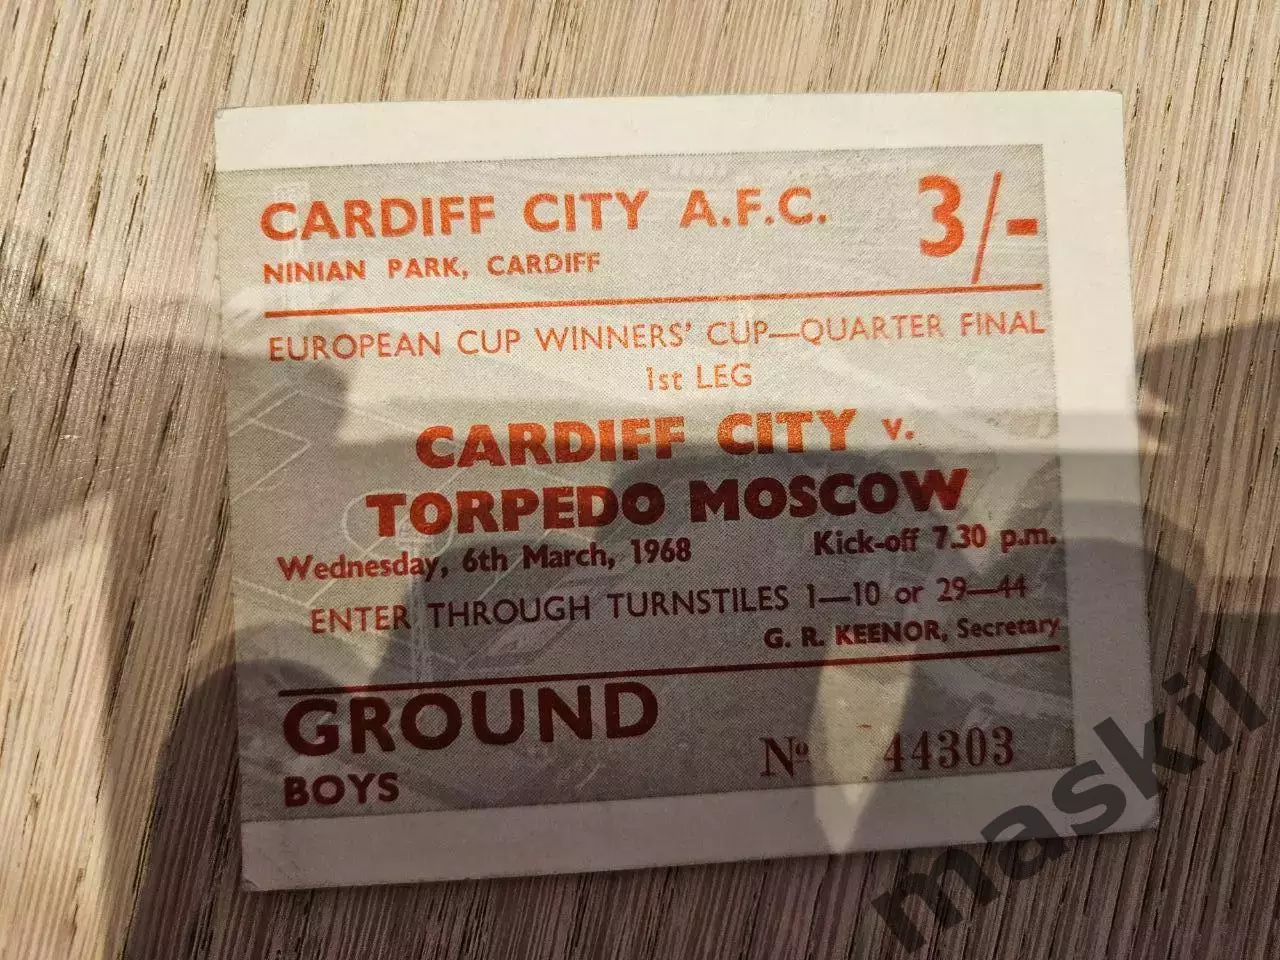 CARDIFF CITY A.F.C. 3/-
NINIAN PARK, CARDIFF
EUROPEAN CUP WINNERS' CUP—QUARTER FINAL
1st LEG
CARDIFF CITY v.
TORPEDO MOSCOW
Wednesday, 6th March, 1968 Kick-off 7.30 p.m.
ENTER THROUGH TURNSTILES 1—10 or 29—44
G. R. KEENOR, Secretary
GROUND
BOYS
Nº 44303
maskil